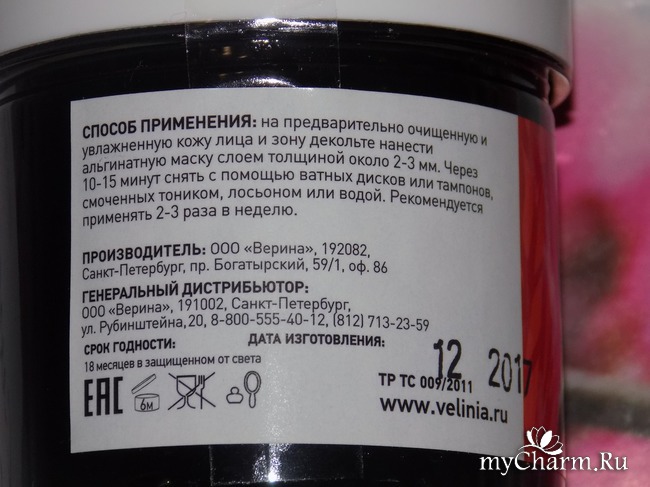 СПОСОБ ПРИМЕНЕНИЯ: на предварительно очищенную и
увлажненную кожу лица и зону декольте нанести
альгинатную маску слоем толщиной около 2-3 мм. Через
10-15 минут снять с помощью ватных дисков или тампонов,
смоченных тоником, лосьоном или водой. Рекомендуется
применять 2-3 раза в неделю.
ПРОИЗВОДИТЕЛЬ: ООО «Верина», 192082,
Санкт-Петербург, пр. Богатырский, 59/1, оф. 86
ГЕНЕРАЛЬНЫЙ ДИСТРИБЬЮТОР:
ООО «Верина», 191002, Санкт-Петербург,
ул. Рубинштейна,20, 8-800-555-40-12, (812) 713-23-59
СРОК ГОДНОСТИ: ДАТА ИЗГОТОВЛЕНИЯ:
18 месяцев в защищенном от света
12 2017
ТР ТС 009/2011
ЕАС 6м
www.velinia.ru
myCharm.Ru